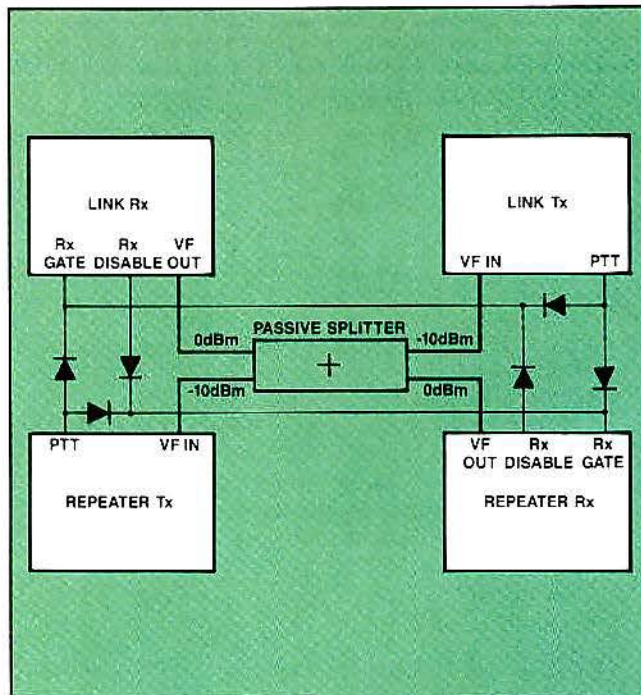 LINK Rx
Rx GATE
Rx DISABLE
VF OUT
LINK Tx
VF IN
PTT
0dBm
PASSIVE SPLITTER
-10dBm
+
-10dBm
0dBm
PTT
VF IN
REPEATER Tx
VF OUT
Rx DISABLE
Rx GATE
REPEATER Rx